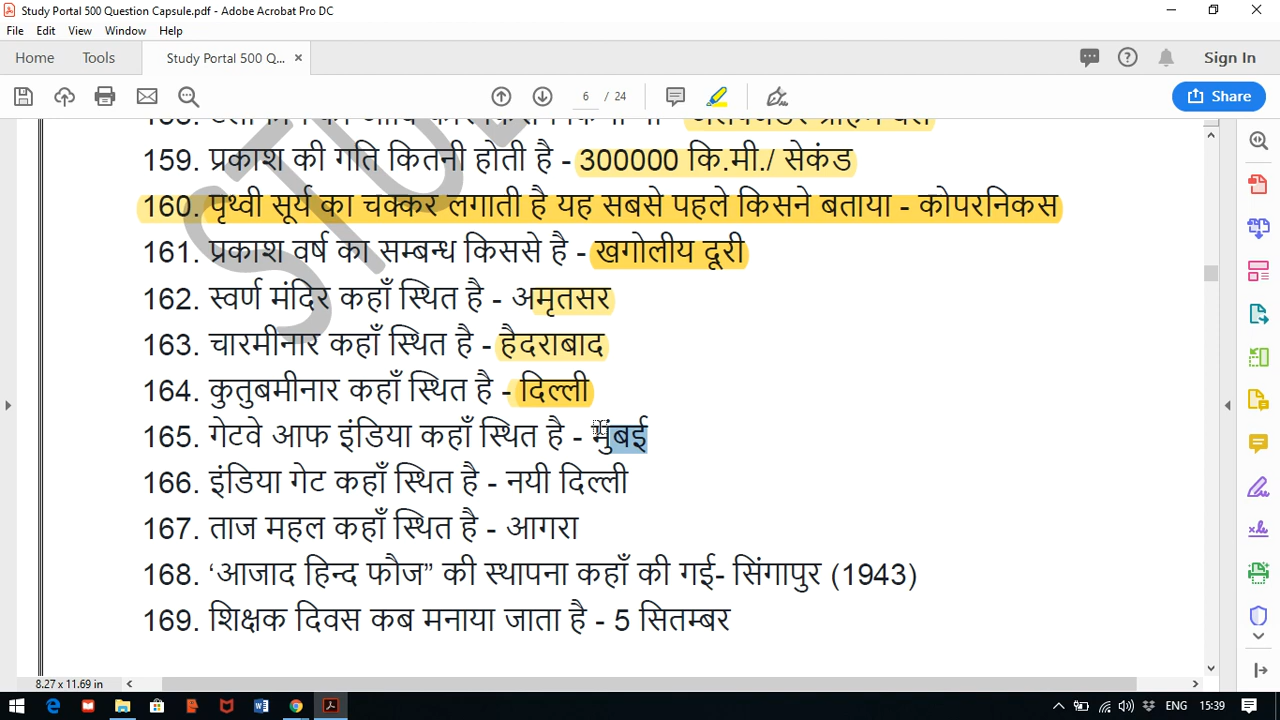 Study Portal 500 Question Capsule.pdf - Adobe Acrobat Pro DC
File Edit View Window Help
Home Tools Study Portal 500 Q... Sign In
6 / 24 Share
159. प्रकाश की गति कितनी होती है - 300000 कि.मी./ सेकंड
160. पृथ्वी सूर्य का चक्कर लगाती है यह सबसे पहले किसने बताया - कोपरनिकस
161. प्रकाश वर्ष का सम्बन्ध किससे है - खगोलीय दूरी
162. स्वर्ण मंदिर कहाँ स्थित है - अमृतसर
163. चारमीनार कहाँ स्थित है - हैदराबाद
164. कुतुबमीनार कहाँ स्थित है - दिल्ली
165. गेटवे आफ इंडिया कहाँ स्थित है - मुंबई
166. इंडिया गेट कहाँ स्थित है - नयी दिल्ली
167. ताज महल कहाँ स्थित है - आगरा
168. ‘आजाद हिन्द फौज” की स्थापना कहाँ की गई- सिंगापुर (1943)
169. शिक्षक दिवस कब मनाया जाता है - 5 सितम्बर
8.27 x 11.69 in
ENG 15:39